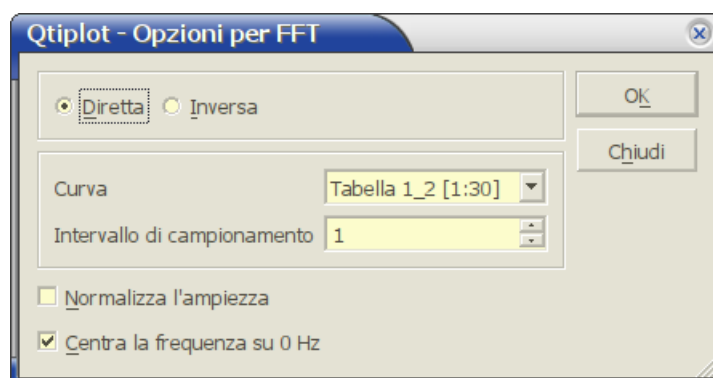 Qtiplot - Opzioni per FFT
Diretta Inversa
OK
Chiudi
Curva Tabella 1_2 [1:30]
Intervallo di campionamento 1
Normalizza l'ampiezza
Centra la frequenza su 0 Hz